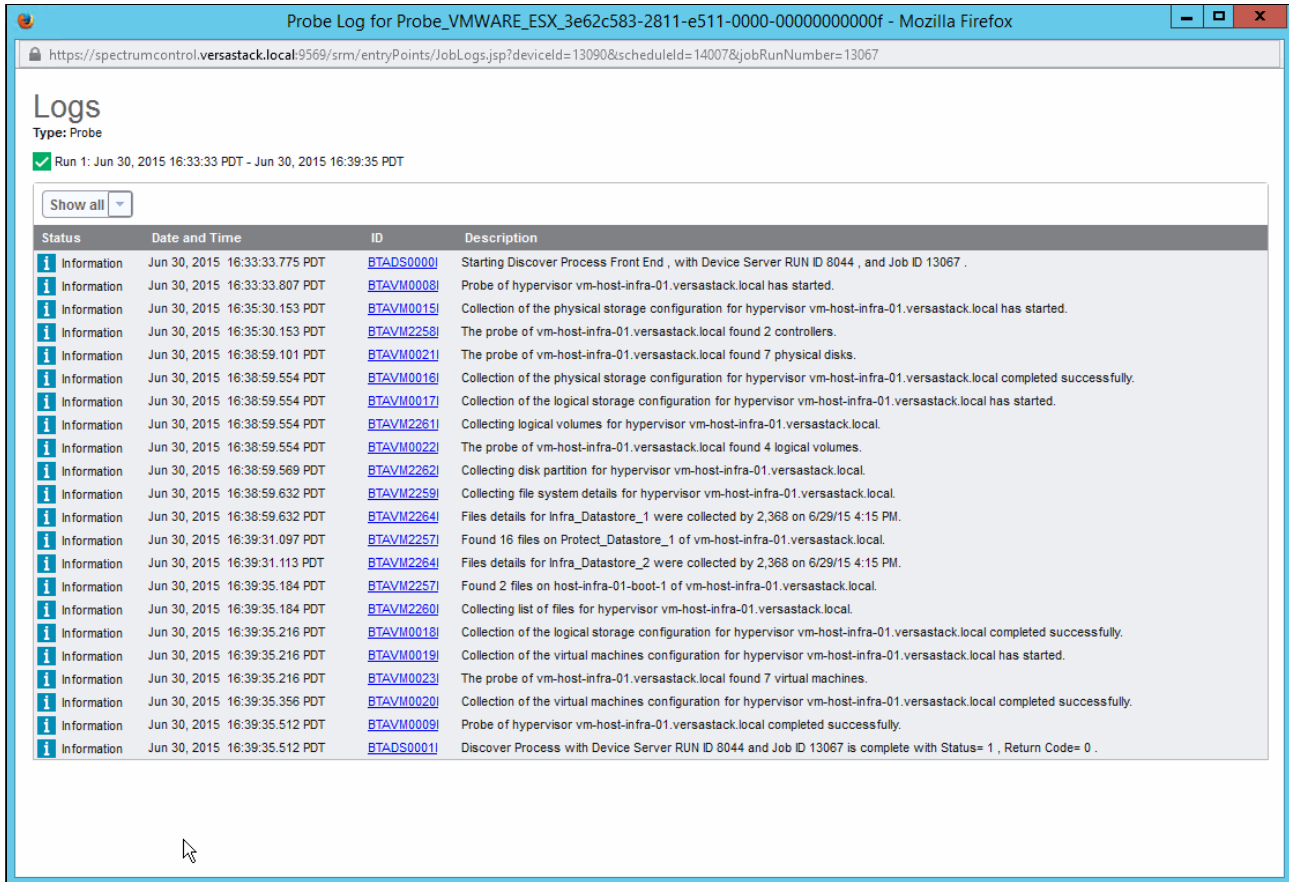 Probe Log for Probe_VMWARE_ESX_3e62c583-2811-e511-0000-00000000000f - Mozilla Firefox
https://spectrumcontrol.versastack.local:9569/srm/entryPoints/JobLogs.jsp?deviceId=13090&scheduleId=14007&jobRunNumber=13067
Logs
Type: Probe
Run 1: Jun 30, 2015 16:33:33 PDT - Jun 30, 2015 16:39:35 PDT
Show all
Status Date and Time ID Description
i Information Jun 30, 2015 16:33:33.775 PDT BTADS0000I Starting Discover Process Front End , with Device Server RUN ID 8044 , and Job ID 13067 .
i Information Jun 30, 2015 16:33:33.807 PDT BTAVM0008I Probe of hypervisor vm-host-infra-01.versastack.local has started.
i Information Jun 30, 2015 16:35:30.153 PDT BTAVM0015I Collection of the physical storage configuration for hypervisor vm-host-infra-01.versastack.local has started.
i Information Jun 30, 2015 16:35:30.153 PDT BTAVM2258I The probe of vm-host-infra-01.versastack.local found 2 controllers.
i Information Jun 30, 2015 16:38:59.101 PDT BTAVM0021I The probe of vm-host-infra-01.versastack.local found 7 physical disks.
i Information Jun 30, 2015 16:38:59.554 PDT BTAVM0016I Collection of the physical storage configuration for hypervisor vm-host-infra-01.versastack.local completed successfully.
i Information Jun 30, 2015 16:38:59.554 PDT BTAVM0017I Collection of the logical storage configuration for hypervisor vm-host-infra-01.versastack.local has started.
i Information Jun 30, 2015 16:38:59.554 PDT BTAVM2261I Collecting logical volumes for hypervisor vm-host-infra-01.versastack.local.
i Information Jun 30, 2015 16:38:59.554 PDT BTAVM0022I The probe of vm-host-infra-01.versastack.local found 4 logical volumes.
i Information Jun 30, 2015 16:38:59.569 PDT BTAVM2262I Collecting disk partition for hypervisor vm-host-infra-01.versastack.local.
i Information Jun 30, 2015 16:38:59.632 PDT BTAVM2259I Collecting file system details for hypervisor vm-host-infra-01.versastack.local.
i Information Jun 30, 2015 16:38:59.632 PDT BTAVM2264I Files details for Infra_Datastore_1 were collected by 2,368 on 6/29/15 4:15 PM.
i Information Jun 30, 2015 16:39:31.097 PDT BTAVM2257I Found 16 files on Protect_Datastore_1 of vm-host-infra-01.versastack.local.
i Information Jun 30, 2015 16:39:31.113 PDT BTAVM2264I Files details for Infra_Datastore_2 were collected by 2,368 on 6/29/15 4:15 PM.
i Information Jun 30, 2015 16:39:35.184 PDT BTAVM2257I Found 2 files on host-infra-01-boot-1 of vm-host-infra-01.versastack.local.
i Information Jun 30, 2015 16:39:35.184 PDT BTAVM2260I Collecting list of files for hypervisor vm-host-infra-01.versastack.local.
i Information Jun 30, 2015 16:39:35.216 PDT BTAVM0018I Collection of the logical storage configuration for hypervisor vm-host-infra-01.versastack.local completed successfully.
i Information Jun 30, 2015 16:39:35.216 PDT BTAVM0019I Collection of the virtual machines configuration for hypervisor vm-host-infra-01.versastack.local has started.
i Information Jun 30, 2015 16:39:35.216 PDT BTAVM0023I The probe of vm-host-infra-01.versastack.local found 7 virtual machines.
i Information Jun 30, 2015 16:39:35.356 PDT BTAVM0020I Collection of the virtual machines configuration for hypervisor vm-host-infra-01.versastack.local completed successfully.
i Information Jun 30, 2015 16:39:35.512 PDT BTAVM0009I Probe of hypervisor vm-host-infra-01.versastack.local completed successfully.
i Information Jun 30, 2015 16:39:35.512 PDT BTADS0001I Discover Process with Device Server RUN ID 8044 and Job ID 13067 is complete with Status= 1 , Return Code= 0 .